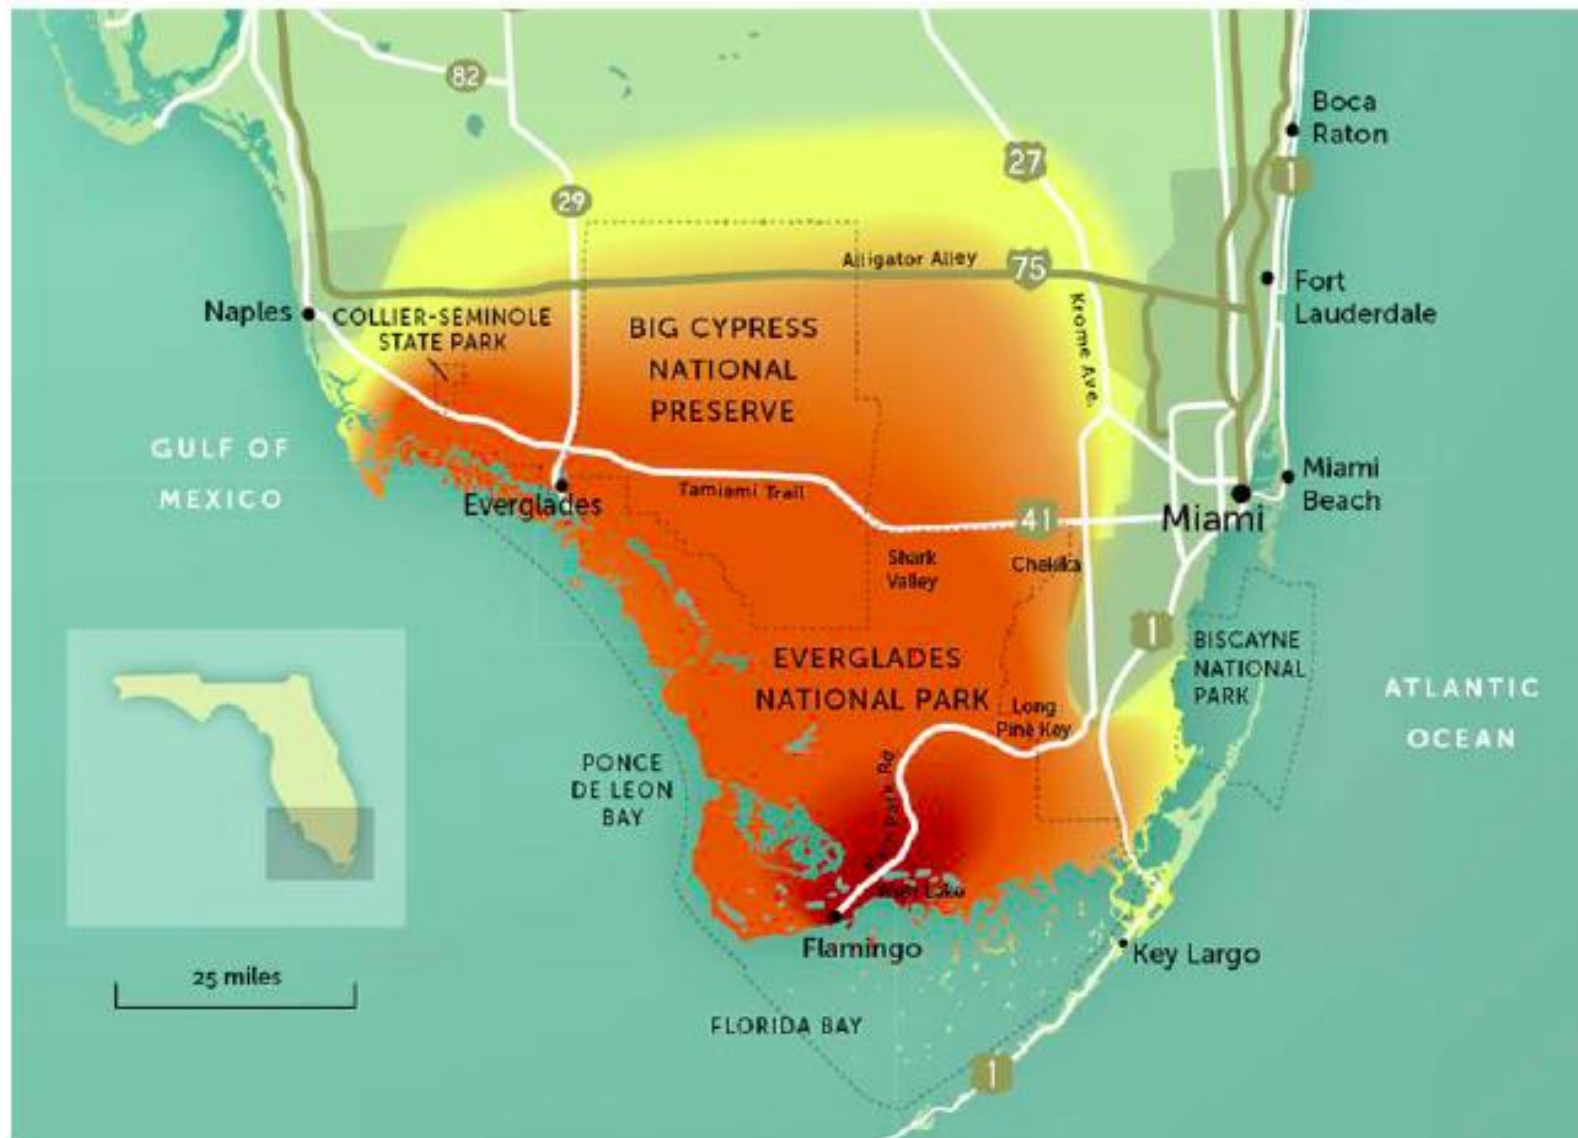 82
Boca
Raton
27
1
29
Alligator Alley
75
Fort
Lauderdale
Naples
COLLIER-SEMINOLE
STATE PARK
BIG CYPRESS
NATIONAL
PRESERVE
Krome Ave.
GULF OF
MEXICO
Everglades
Tamiami Trail
Miami
Beach
Miami
41
Shark
Valley
Chekika
1
BISCAYNE
NATIONAL
PARK
EVERGLADES
NATIONAL PARK
ATLANTIC
OCEAN
Long
Pine Key
PONCE
DE LEON
BAY
Park Rd
Lake
Flamingo
Key Largo
25 miles
FLORIDA BAY
1